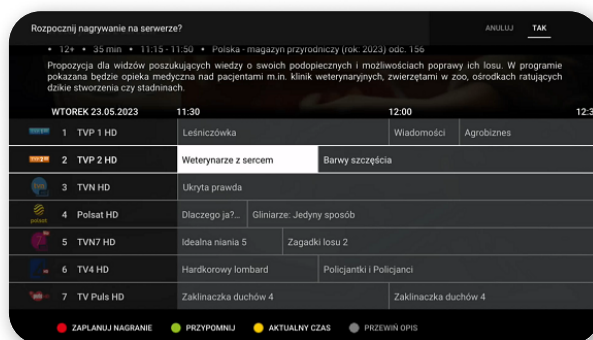 Rozpocznij nagrywanie na serwerze? ANULUJ TAK
• 12+ • 35 min • 11:15 - 11:50 • Polska - magazyn przyrodniczy (rok: 2023) odc. 156
Propozycja dla widzów poszukujących wiedzy o swoich podopiecznych i możliwościach poprawy ich losu. W programie
pokazana będzie opieka medyczna nad pacjentami m.in. klinik weterynaryjnych, zwierzętami w zoo, ośrodkach ratujących
dzikie stworzenia czy stadninach.
WTOREK 23.05.2023 11:30 12:00 12:3
1 TVP 1 HD Leśniczówka Wiadomości Agrobiznes
2 TVP 2 HD Weterynarze z sercem Barwy szczęścia
3 TVN HD Ukryta prawda
4 Polsat HD Dlaczego ja?... Gliniarze: Jedyny sposób
5 TVN7 HD Idealna niania 5 Zagadki losu 2
6 TV4 HD Hardkorowy lombard Policjantki i Policjanci
7 TV Puls HD Zaklinaczka duchów 4 Zaklinaczka duchów 4
ZAPLANUJ NAGRANIE PRZYPOMNIJ AKTUALNY CZAS PRZEWIŃ OPIS